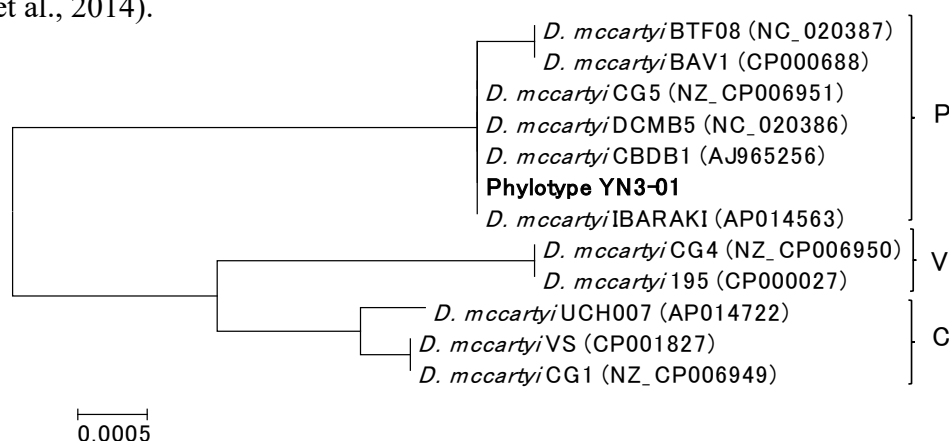 et al., 2014).
D. mccartyi BTF08 (NC_020387)
D. mccartyi BAV1 (CP000688)
D. mccartyi CG5 (NZ_CP006951)
P
D. mccartyi DCMB5 (NC_020386)
D. mccartyi CBDB1 (AJ965256)
Phylotype YN3-01
D. mccartyi IBARAKI (AP014563)
D. mccartyi CG4 (NZ_CP006950)
V
D. mccartyi 195 (CP000027)
D. mccartyi UCH007 (AP014722)
C
D. mccartyi VS (CP001827)
D. mccartyi CG1 (NZ_CP006949)
0.0005